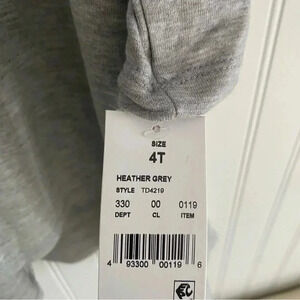 SIZE
4T
HEATHER GREY
STYLE TD4219
330 00 0119
DEPT CL ITEM
4 93300 00119 6